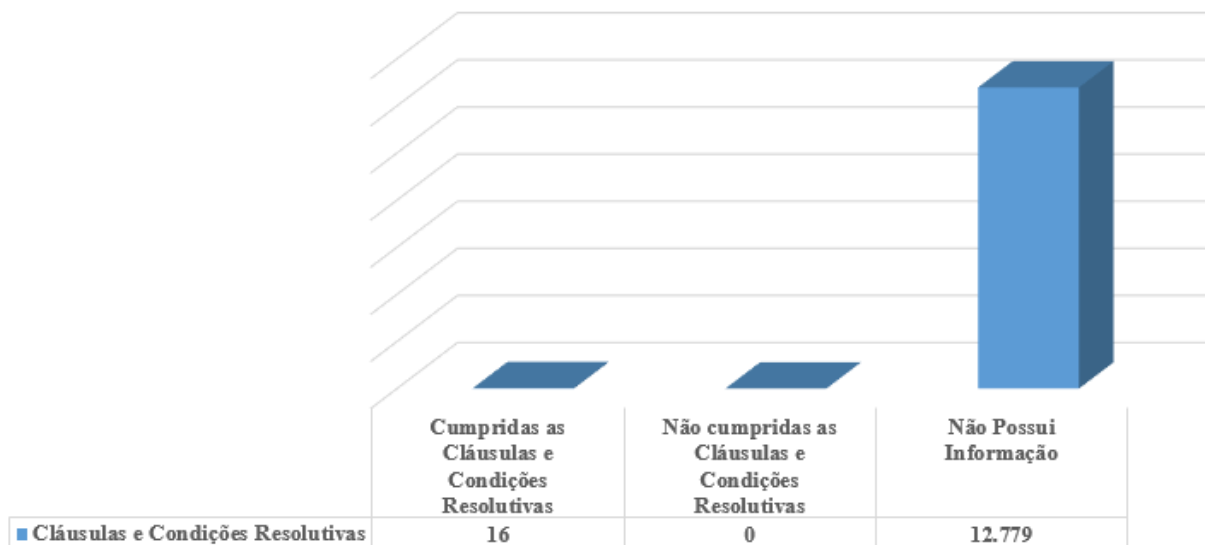 Cumpridas as
Cláusulas e
Condições
Resolutivas
Não cumpridas as
Cláusulas e
Condições
Resolutivas
Não Possui
Informação
Cláusulas e Condições Resolutivas 16 0 12.779